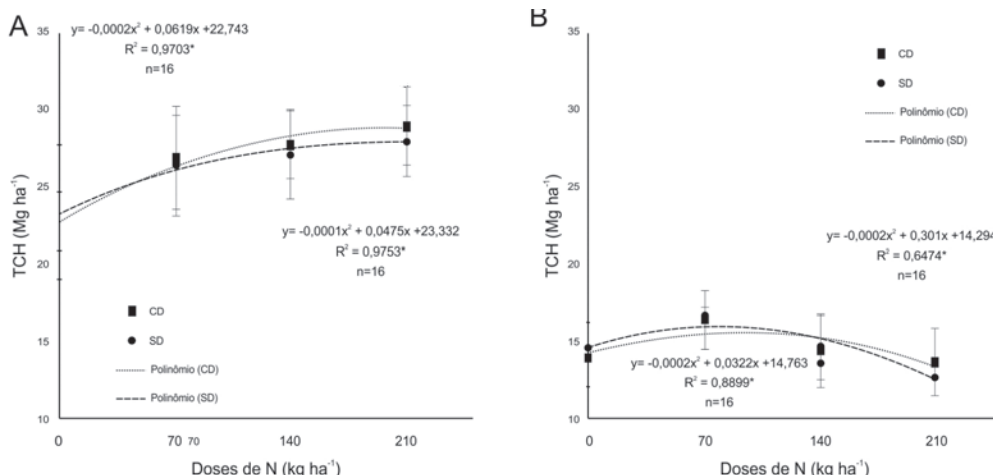 A
y= -0,0002x² + 0,0619x +22,743
R² = 0,9703*
n=16
35
30
25
20
15
10
TCH (Mg ha⁻¹)
y= -0,0001x² + 0,0475x +23,332
R² = 0,9753*
n=16
CD
SD
Polinômio (CD)
Polinômio (SD)
0
70
70
140
210
Doses de N (kg ha⁻¹)
B
35
30
25
20
15
10
TCH (Mg ha⁻¹)
CD
SD
Polinômio (CD)
Polinômio (SD)
y= -0,0002x² + 0,301x +14,294
R² = 0,6474*
n=16
y= -0,0002x² + 0,0322x +14,763
R² = 0,8899*
n=16
0
70
140
210
Doses de N (kg ha⁻¹)